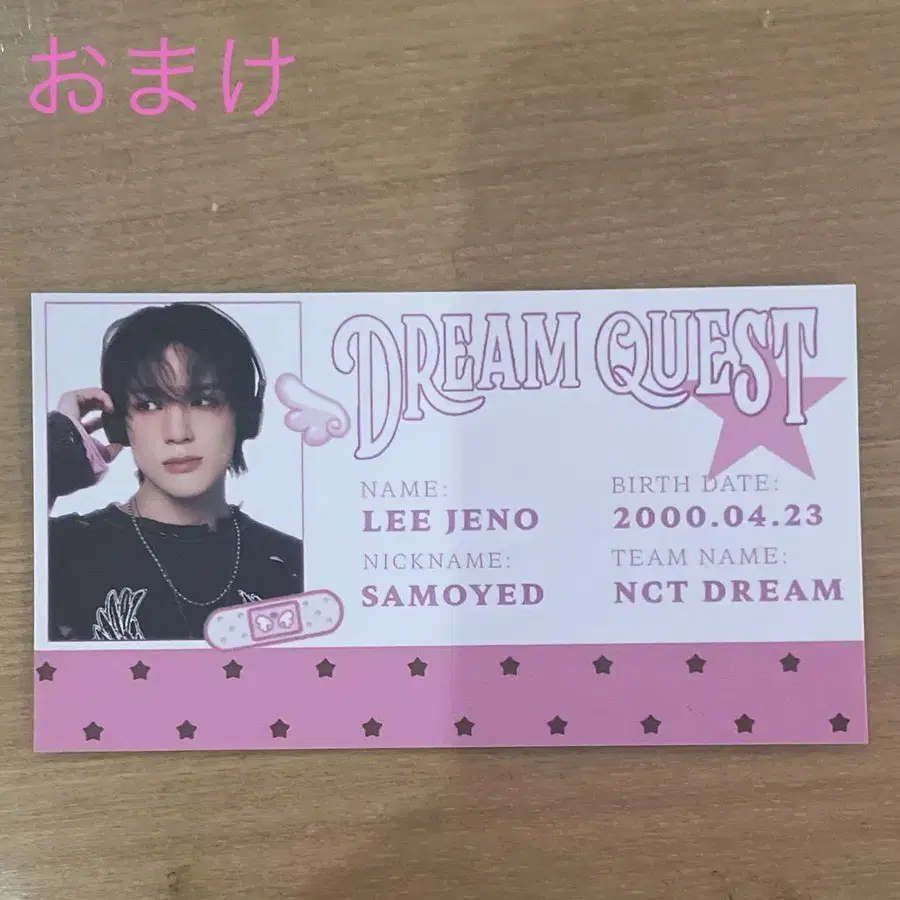 おまけ
DREAM QUEST
NAME:
LEE JENO
BIRTH DATE:
2000.04.23
NICKNAME:
SAMOYED
TEAM NAME:
NCT DREAM